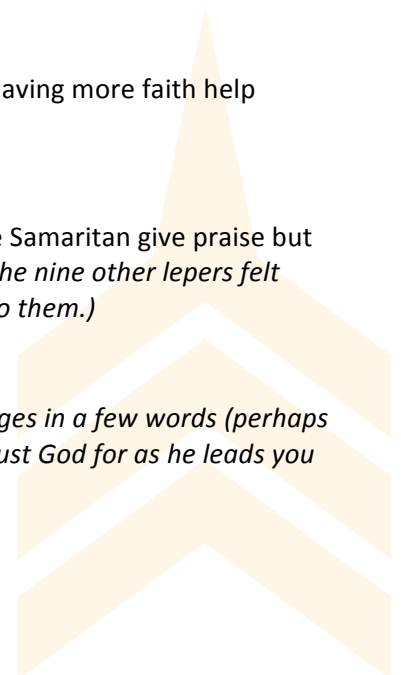 aving more faith help
e Samaritan give praise but
he nine other lepers felt
o them.)
ges in a few words (perhaps
ust God for as he leads you